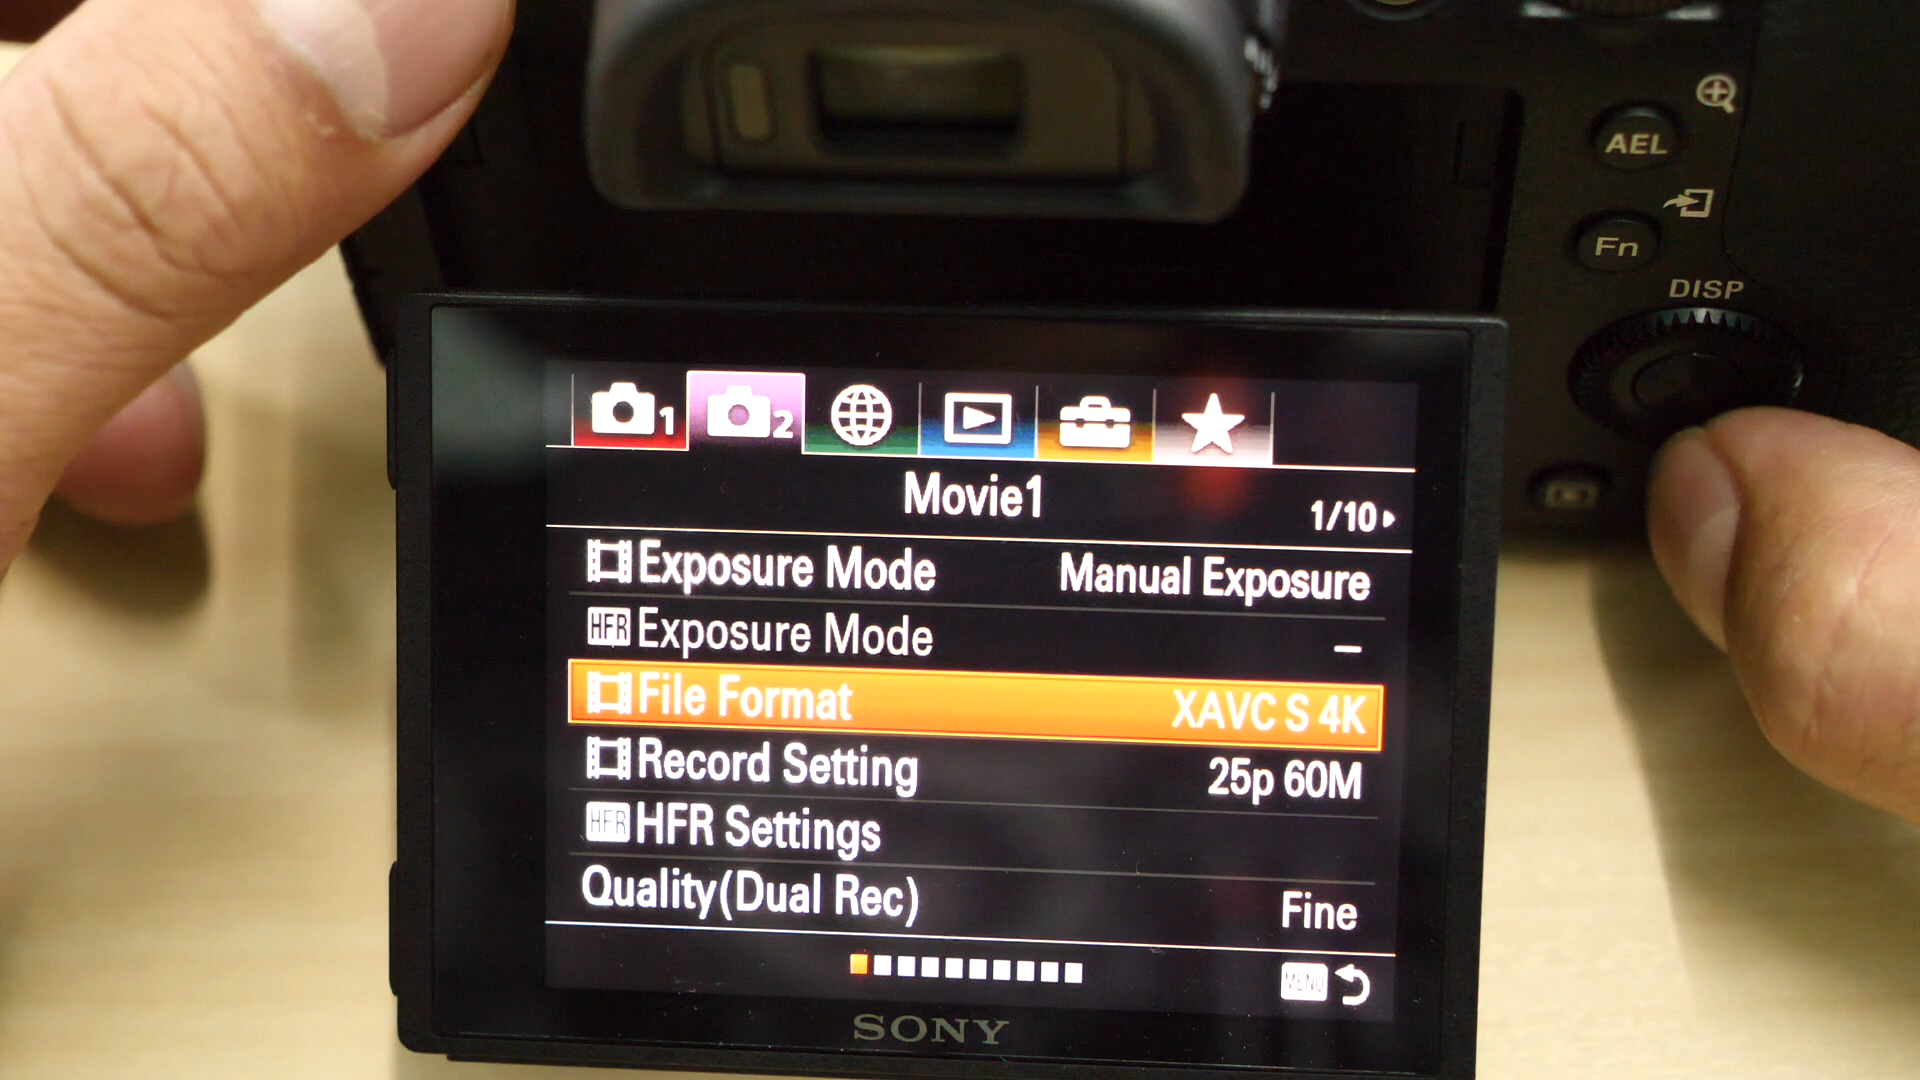 AEL
Fn
DISP
1 2
Movie1
1/10
Exposure Mode Manual Exposure
HFR Exposure Mode –
File Format XAVC S 4K
Record Setting 25p 60M
HFR HFR Settings
Quality(Dual Rec) Fine
MENU
SONY